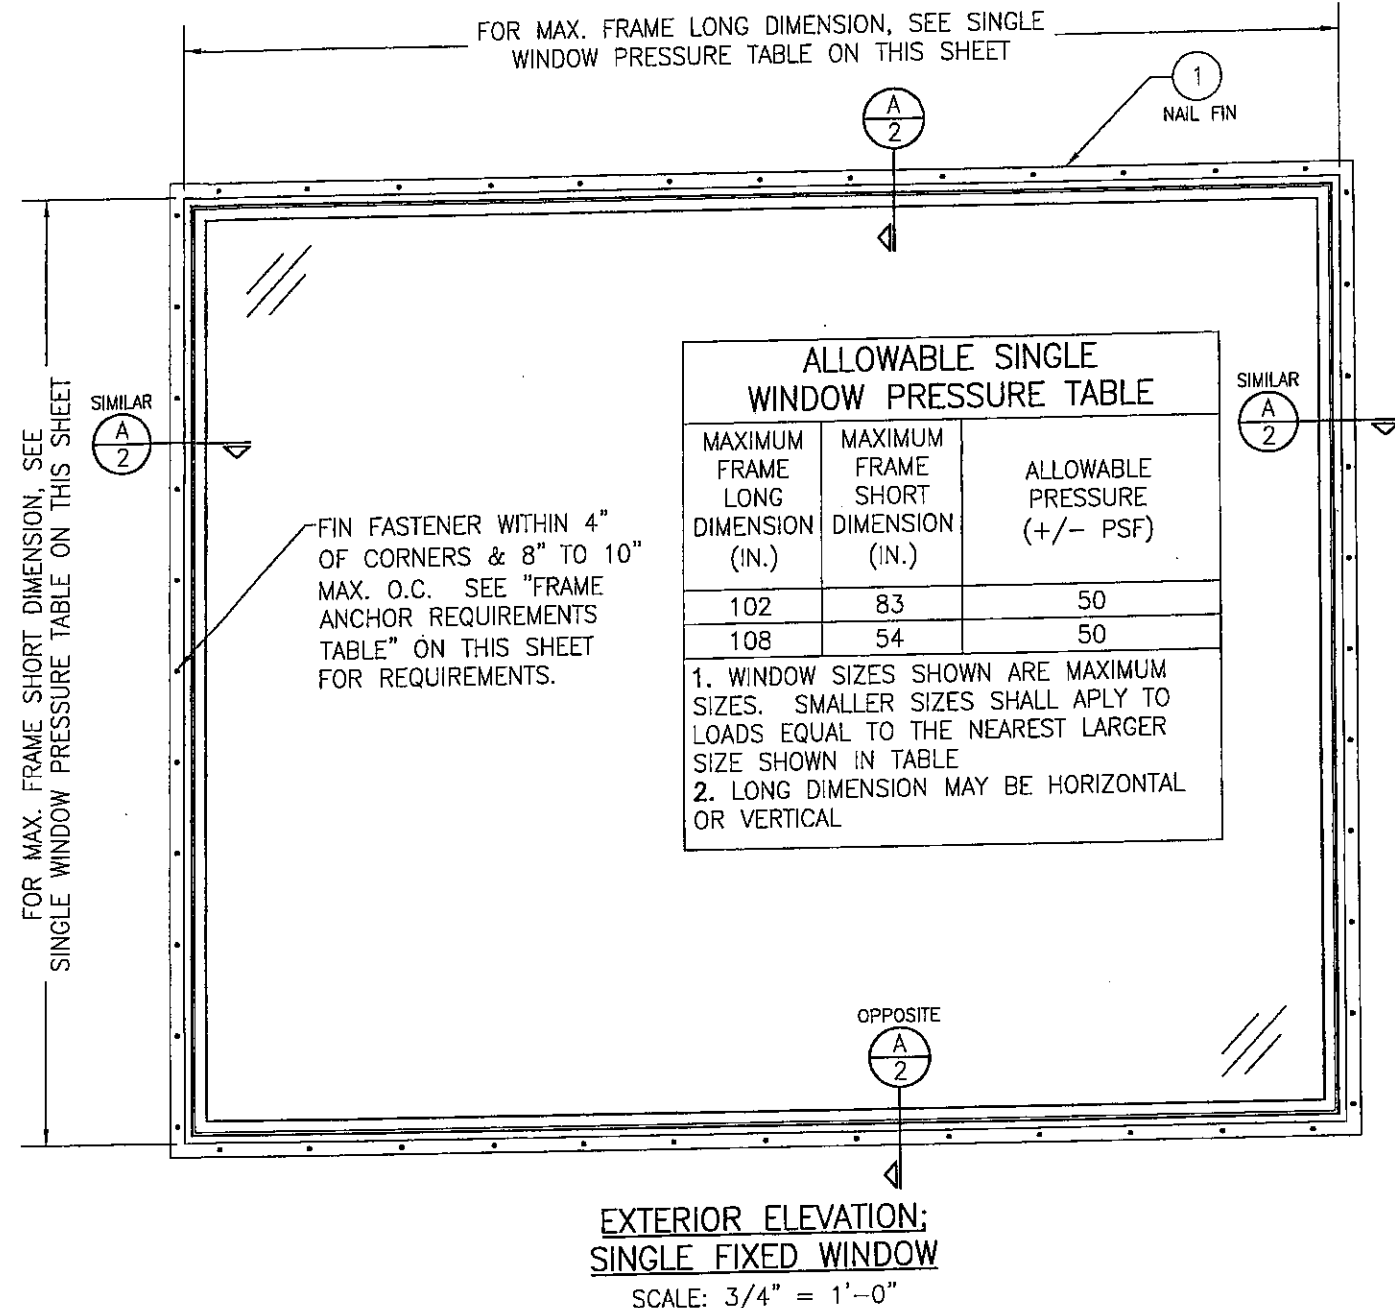 FOR MAX. FRAME LONG DIMENSION, SEE SINGLE
WINDOW PRESSURE TABLE ON THIS SHEET
1
NAIL FIN
A
2
FOR MAX. FRAME SHORT DIMENSION, SEE
SINGLE WINDOW PRESSURE TABLE ON THIS SHEET
SIMILAR
A
2
FIN FASTENER WITHIN 4"
OF CORNERS & 8" TO 10"
MAX. O.C. SEE "FRAME
ANCHOR REQUIREMENTS
TABLE" ON THIS SHEET
FOR REQUIREMENTS.
ALLOWABLE SINGLE
WINDOW PRESSURE TABLE
MAXIMUM
FRAME
LONG
DIMENSION
(IN.)
MAXIMUM
FRAME
SHORT
DIMENSION
(IN.)
ALLOWABLE
PRESSURE
(+/- PSF)
102 83 50
108 54 50
1. WINDOW SIZES SHOWN ARE MAXIMUM
SIZES. SMALLER SIZES SHALL APLY TO
LOADS EQUAL TO THE NEAREST LARGER
SIZE SHOWN IN TABLE
2. LONG DIMENSION MAY BE HORIZONTAL
OR VERTICAL
SIMILAR
A
2
OPPOSITE
A
2
EXTERIOR ELEVATION;
SINGLE FIXED WINDOW
SCALE: 3/4" = 1'-0"